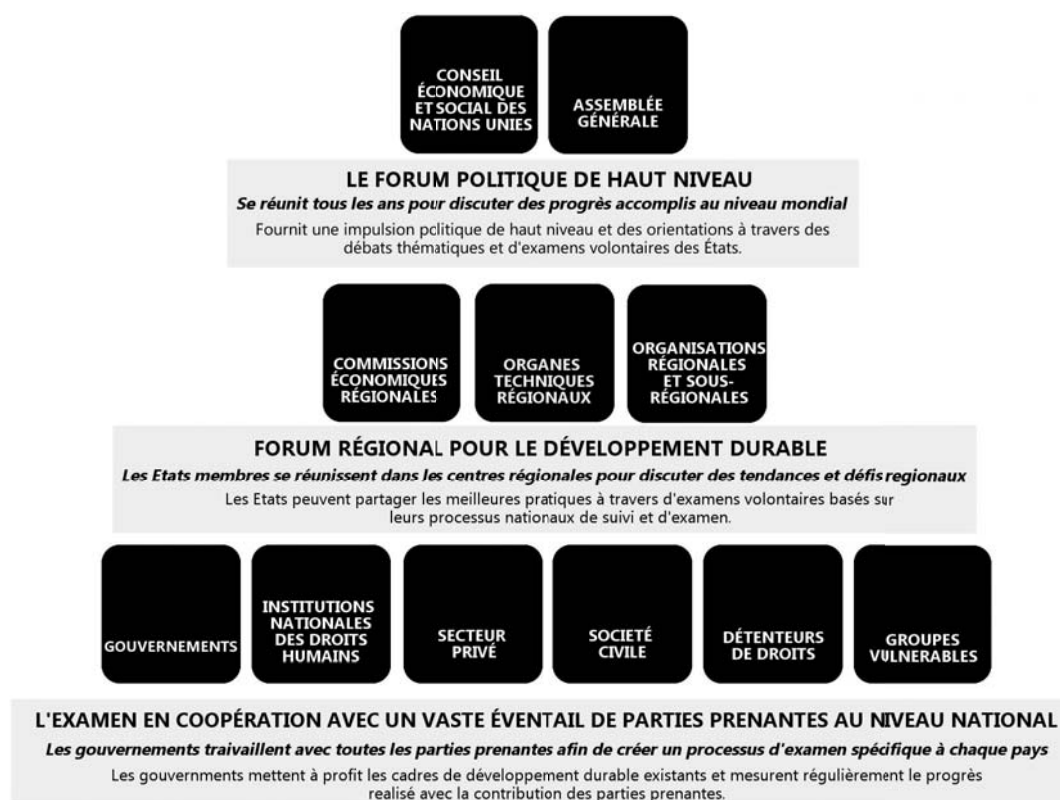 CONSEIL
ÉCONOMIQUE
ET SOCIAL DES
NATIONS UNIES
ASSEMBLÉE
GÉNÉRALE
LE FORUM POLITIQUE DE HAUT NIVEAU
Se réunit tous les ans pour discuter des progrès accomplis au niveau mondial
Fournit une impulsion politique de haut niveau et des orientations à travers des
débats thématiques et d'examens volontaires des États.
COMMISSIONS
ÉCONOMIQUES
RÉGIONALES
ORGANES
TECHNIQUES
RÉGIONAUX
ORGANISATIONS
RÉGIONALES
ET SOUS-
RÉGIONALES
FORUM RÉGIONAL POUR LE DÉVELOPPEMENT DURABLE
Les Etats membres se réunissent dans les centres régionales pour discuter des tendances et défis regionaux
Les Etats peuvent partager les meilleures pratiques à travers d'examens volontaires basés sur
leurs processus nationaux de suivi et d'examen.
GOUVERNEMENTS
INSTITUTIONS
NATIONALES
DES DROITS
HUMAINS
SECTEUR
PRIVÉ
SOCIETÉ
CIVILE
DÉTENTEURS
DE DROITS
GROUPES
VULNERABLES
L'EXAMEN EN COOPÉRATION AVEC UN VASTE ÉVENTAIL DE PARTIES PRENANTES AU NIVEAU NATIONAL
Les gouvernements traivaillent avec toutes les parties prenantes afin de créer un processus d'examen spécifique à chaque pays
Les gouvernments mettent à profit les cadres de développement durable existants et mesurent régulièrement le progrès
realisé avec la contribution des parties prenantes.